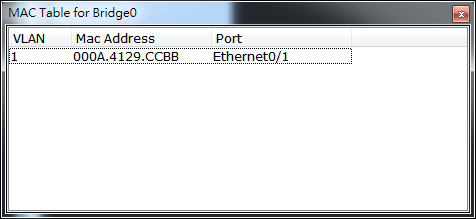 MAC Table for Bridge0
VLAN Mac Address Port
1 000A.4129.CCBB Ethernet0/1